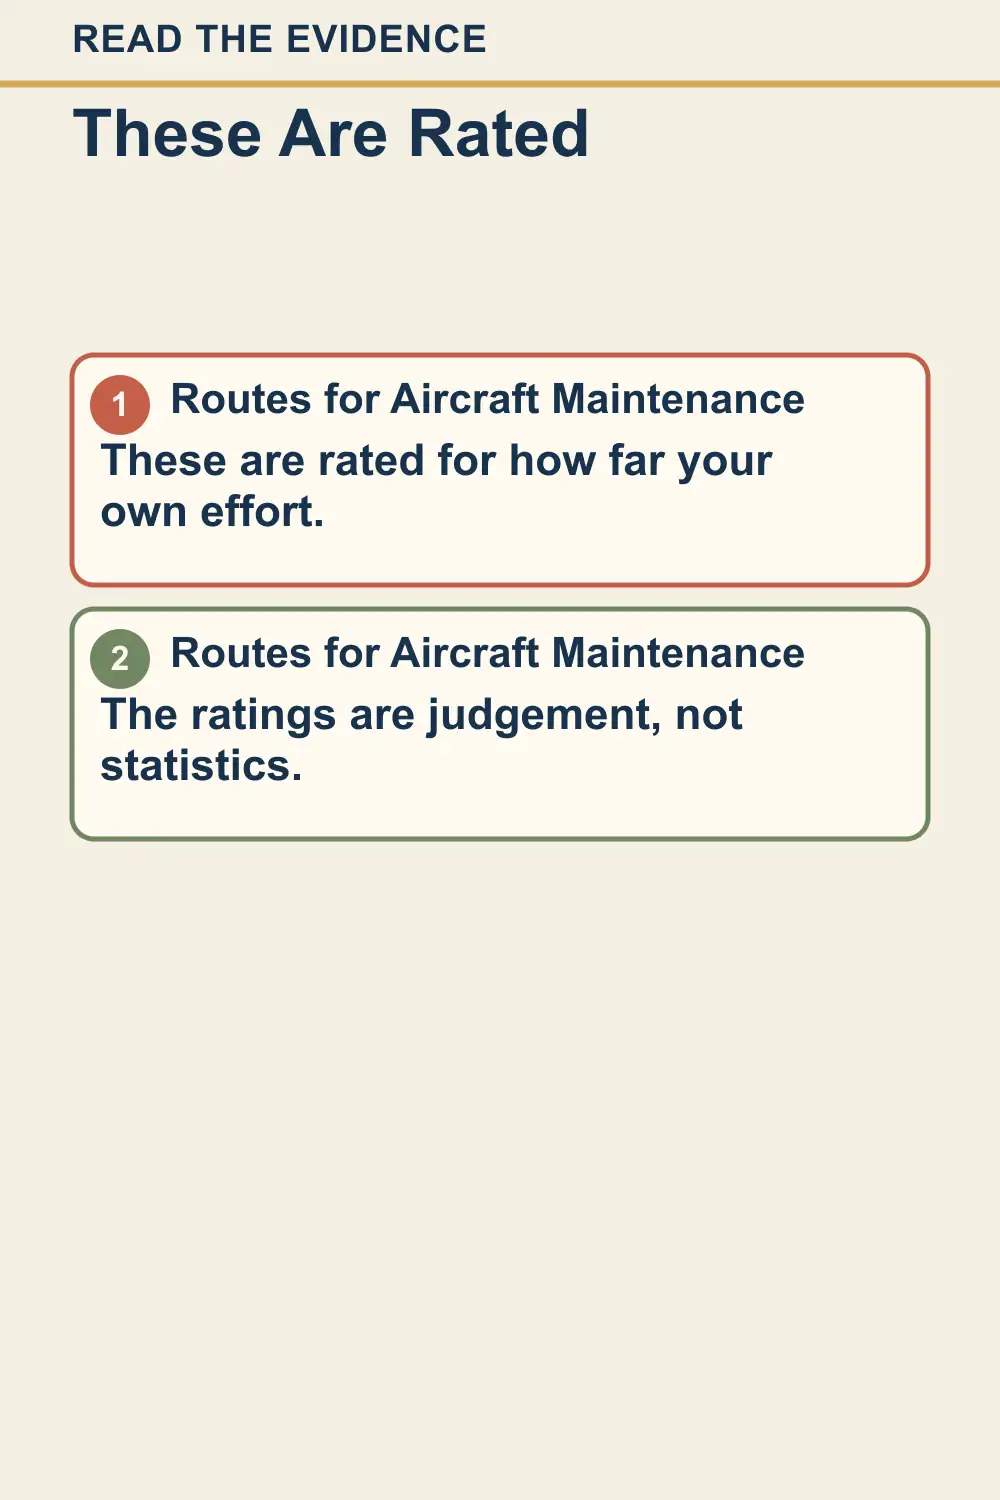 READ THE EVIDENCE
These Are Rated
1 Routes for Aircraft Maintenance
These are rated for how far your
own effort.
2 Routes for Aircraft Maintenance
The ratings are judgement, not
statistics.